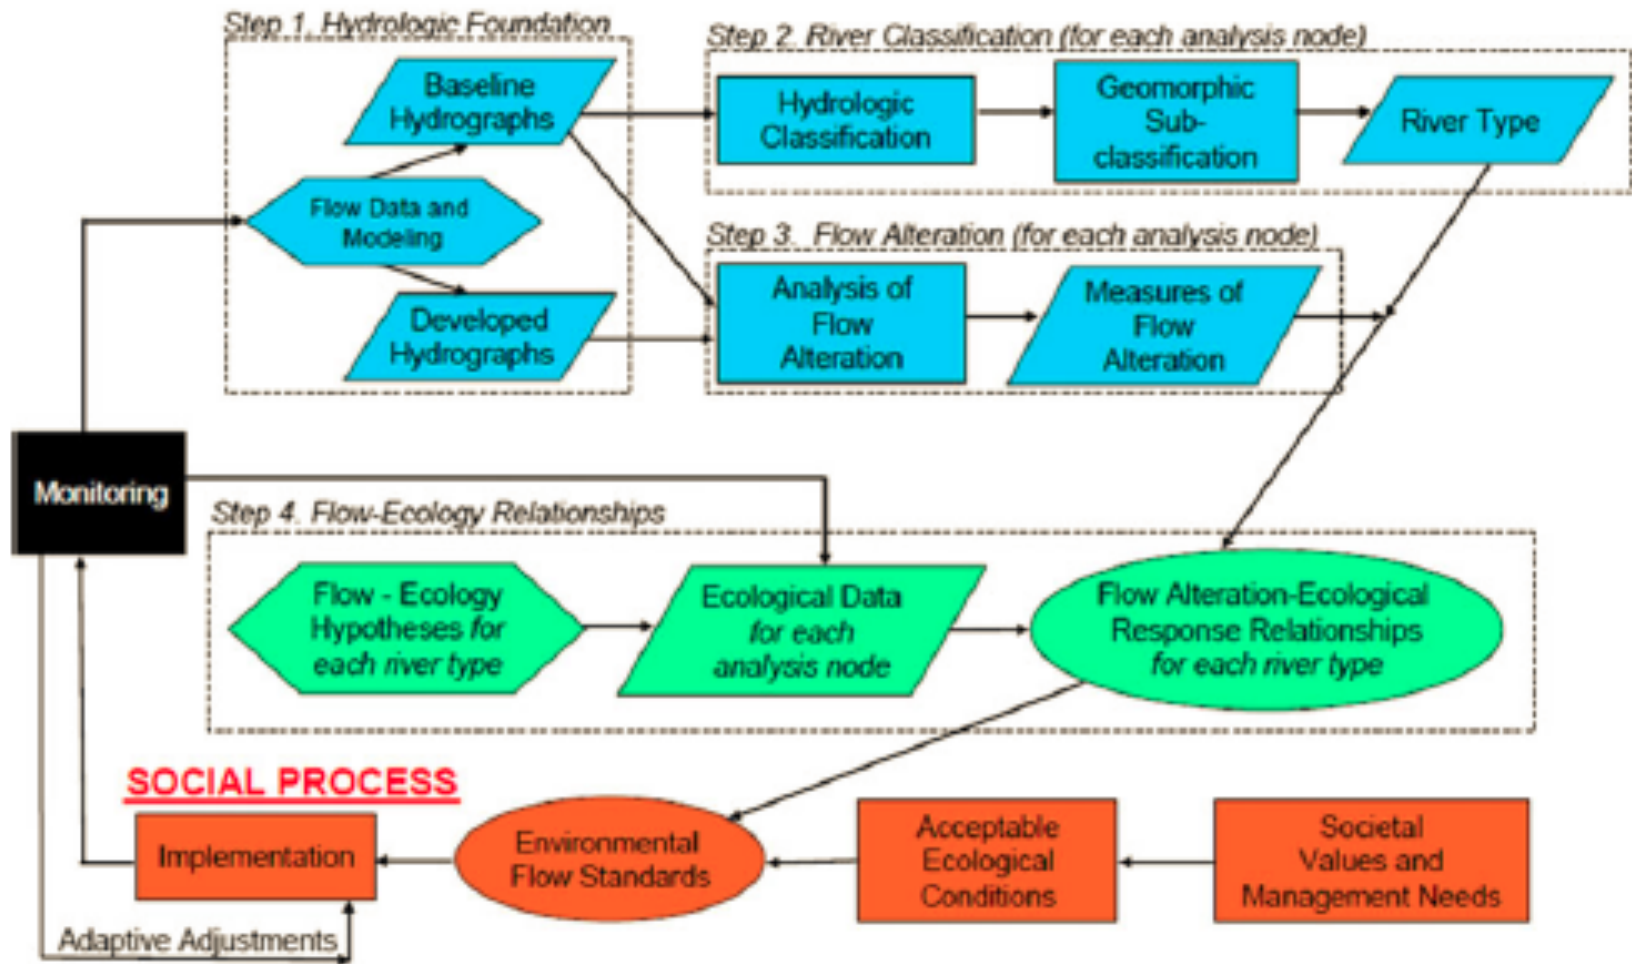 Step 1. Hydrologic Foundation
Baseline
Hydrographs
Flow Data and
Modeling
Developed
Hydrographs
Step 2. River Classification (for each analysis node)
Hydrologic
Classification
Geomorphic
Sub-
classification
River Type
Step 3. Flow Alteration (for each analysis node)
Analysis of
Flow
Alteration
Measures of
Flow
Alteration
Monitoring
Step 4. Flow-Ecology Relationships
Flow - Ecology
Hypotheses for
each river type
Ecological Data
for each
analysis node
Flow Alteration-Ecological
Response Relationships
for each river type
SOCIAL PROCESS
Implementation
Environmental
Flow Standards
Acceptable
Ecological
Conditions
Societal
Values and
Management Needs
Adaptive Adjustments